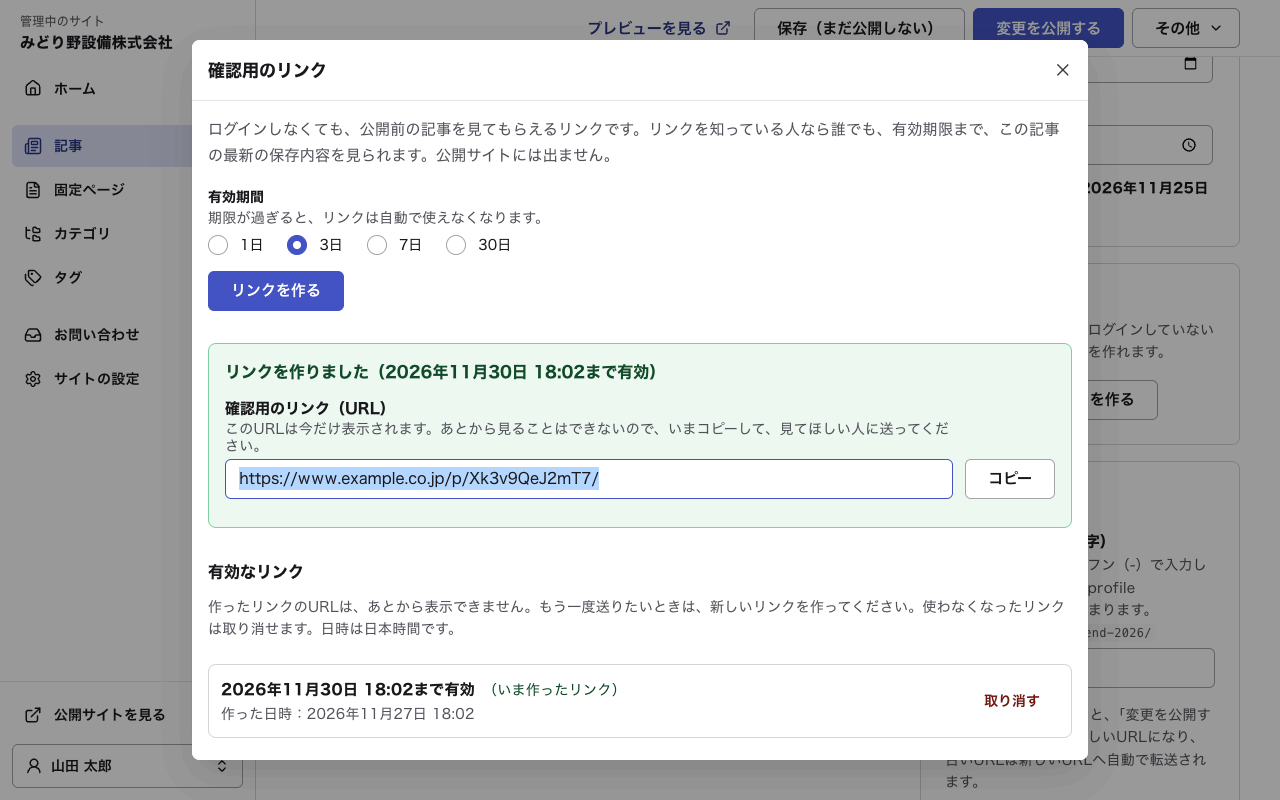 管理中のサイト
みどり野設備株式会社
ホーム
記事
固定ページ
カテゴリ
タグ
お問い合わせ
サイトの設定
公開サイトを見る
山田 太郎
プレビューを見る
保存（まだ公開しない）
変更を公開する
その他
確認用のリンク
ログインしなくても、公開前の記事を見てもらえるリンクです。リンクを知っている人なら誰でも、有効期限まで、この記事
の最新の保存内容を見られます。公開サイトには出ません。
有効期間
期限が過ぎると、リンクは自動で使えなくなります。
1日 3日 7日 30日
リンクを作る
リンクを作りました（2026年11月30日 18:02まで有効）
確認用のリンク（URL）
このURLは今だけ表示されます。あとから見ることはできないので、いまコピーして、見てほしい人に送ってくだ
さい。
https://www.example.co.jp/p/Xk3v9QeJ2mT7/
コピー
有効なリンク
作ったリンクのURLは、あとから表示できません。もう一度送りたいときは、新しいリンクを作ってください。使わなくなったリンク
は取り消せます。日時は日本時間です。
2026年11月30日 18:02まで有効 （いま作ったリンク）
作った日時：2026年11月27日 18:02
取り消す
2026年11月25日
ログインしていない
を作れます。
を作る
字）
フン（-）で入力し
profile
まります。
end-2026/
と、「変更を公開す
しいURLになり、
古いURLは新しいURLへ自動で転送され
ます。